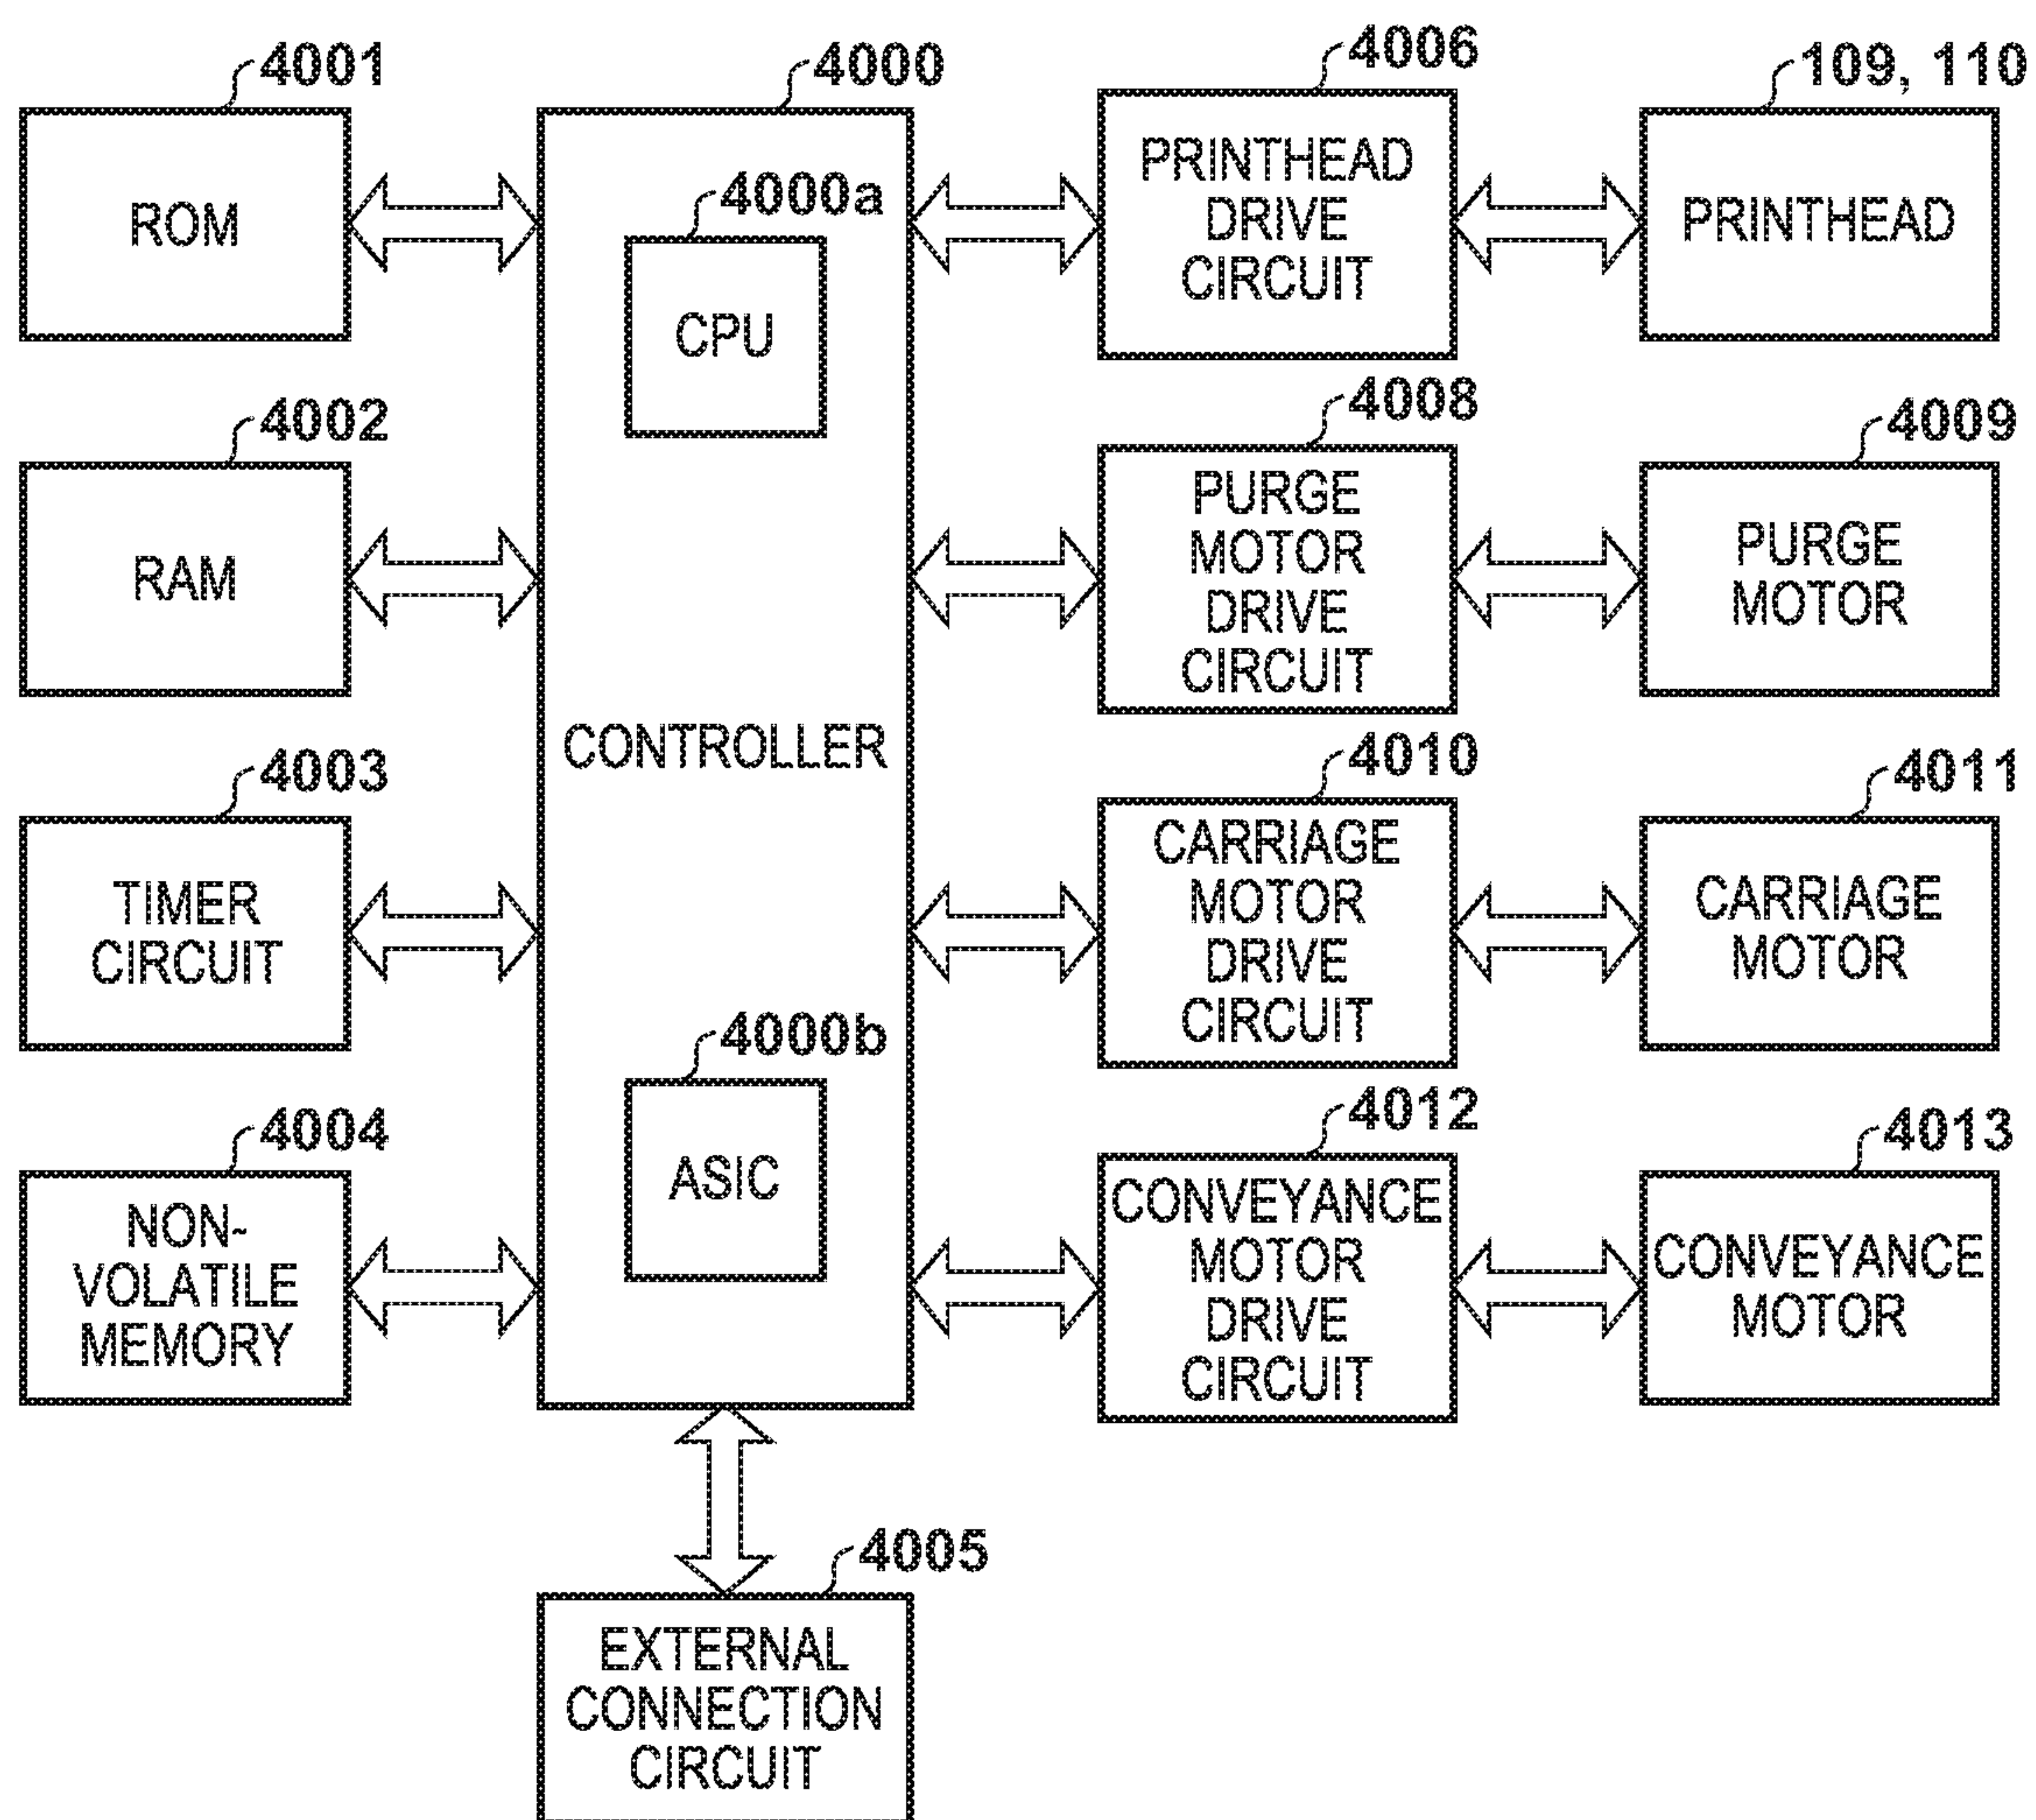 4001
ROM
4002
RAM
4003
TIMER
CIRCUIT
4004
NON-
VOLATILE
MEMORY
4000
4000a
CPU
CONTROLLER
4000b
ASIC
4005
EXTERNAL
CONNECTION
CIRCUIT
4006
PRINTHEAD
DRIVE
CIRCUIT
109, 110
PRINTHEAD
4008
PURGE
MOTOR
DRIVE
CIRCUIT
4009
PURGE
MOTOR
4010
CARRIAGE
MOTOR
DRIVE
CIRCUIT
4011
CARRIAGE
MOTOR
4012
CONVEYANCE
MOTOR
DRIVE
CIRCUIT
4013
CONVEYANCE
MOTOR